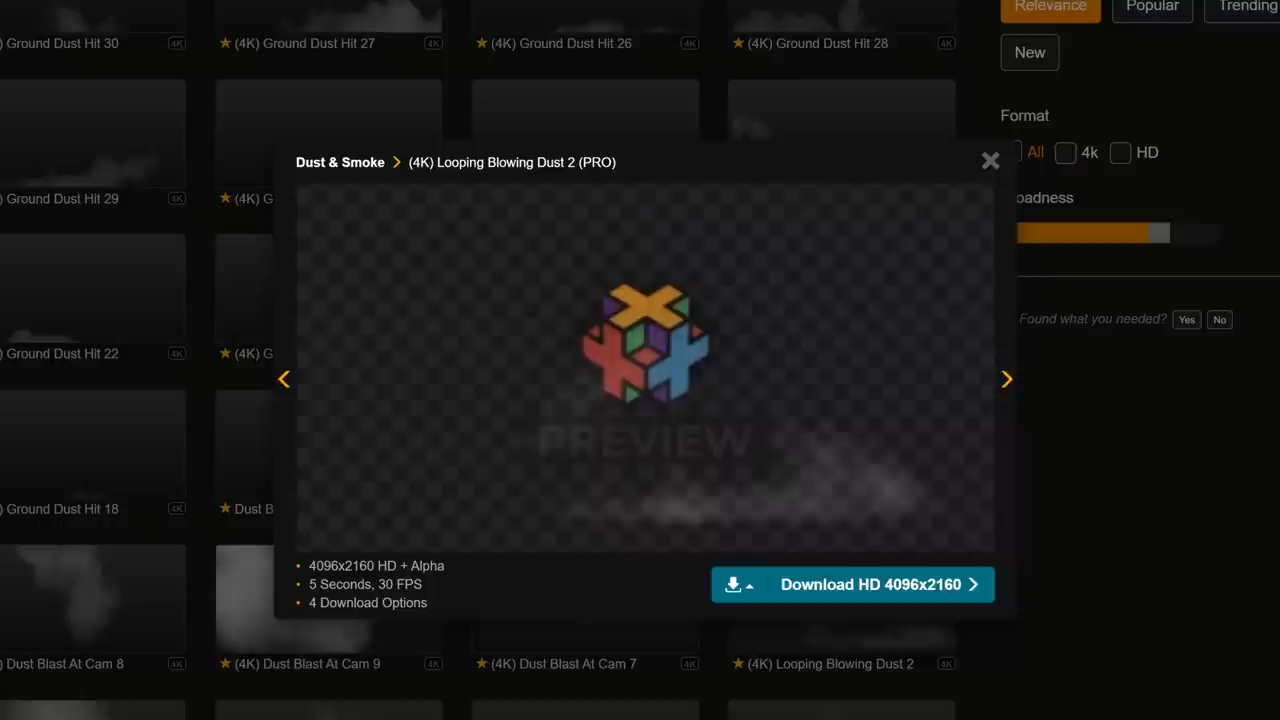 Relevance Popular Trending
) Ground Dust Hit 30 4K ★ (4K) Ground Dust Hit 27 4K ★ (4K) Ground Dust Hit 26 4K ★ (4K) Ground Dust Hit 28 4K
New
Format
Dust & Smoke > (4K) Looping Blowing Dust 2 (PRO)
All 4k HD
) Ground Dust Hit 29 4K ★ (4K) G
oadness
Found what you needed? Yes No
) Ground Dust Hit 22 4K ★ (4K) G
PREVIEW
) Ground Dust Hit 18 4K ★ Dust B
• 4096x2160 HD + Alpha
• 5 Seconds, 30 FPS
• 4 Download Options
Download HD 4096x2160
) Dust Blast At Cam 8 4K ★ (4K) Dust Blast At Cam 9 4K ★ (4K) Dust Blast At Cam 7 4K ★ (4K) Looping Blowing Dust 2 4K